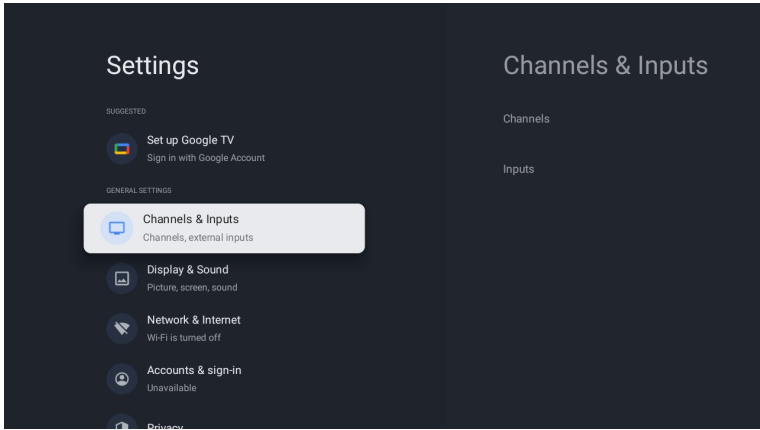 Settings
SUGGESTED
Set up Google TV
Sign in with Google Account
GENERAL SETTINGS
Channels & Inputs
Channels, external inputs
Display & Sound
Picture, screen, sound
Network & Internet
Wi-Fi is turned off
Accounts & sign-in
Unavailable
Privacy
Channels & Inputs
Channels
Inputs